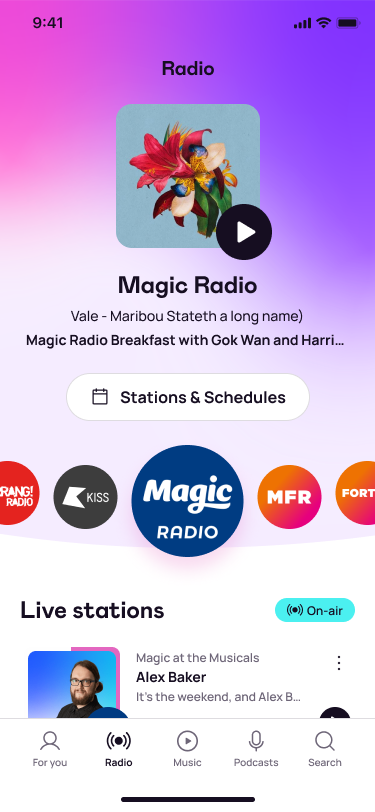 9:41
Radio
Magic Radio
Vale - Maribou Stateth a long name)
Magic Radio Breakfast with Gok Wan and Harri...
Stations & Schedules
RANG!
RADIO
KISS
Magic
RADIO
MFR
FORT
Live stations
On-air
Magic at the Musicals
Alex Baker
It's the weekend, and Alex B...
For you
Radio
Music
Podcasts
Search